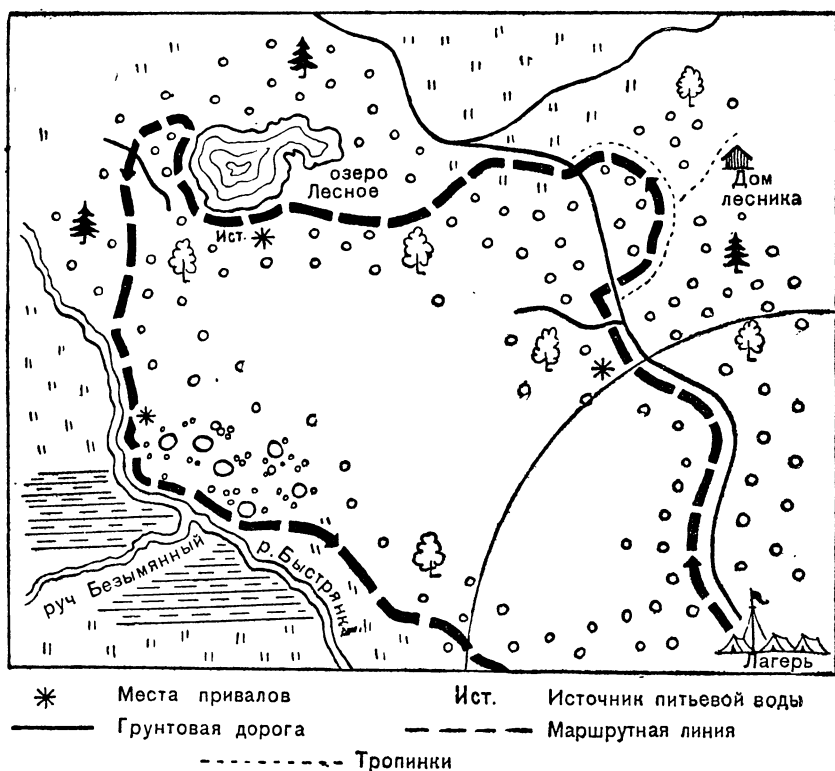 озеро
Лесное
Дом
лесника
Ист.
руч Безымянный
р. Быстрянка
Лагерь
Места привалов
Ист. Источник питьевой воды
Грунтовая дорога
Маршрутная линия
Тропинки